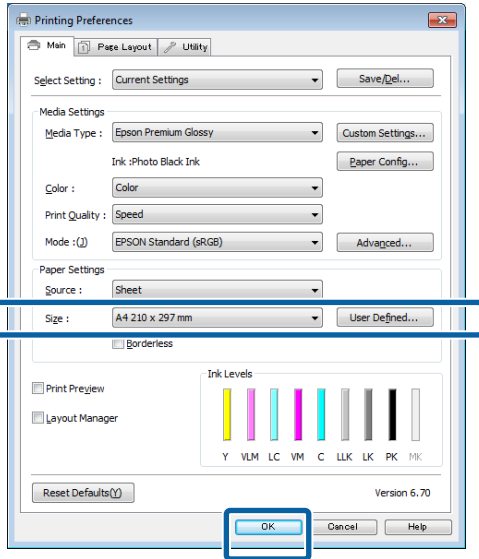 Printing Preferences
Main Page Layout Utility
Select Setting : Current Settings Save/Del...
Media Settings
Media Type : Epson Premium Glossy Custom Settings...
Ink :Photo Black Ink Paper Config...
Color : Color
Print Quality : Speed
Mode :(J) EPSON Standard (sRGB) Advanced...
Paper Settings
Source : Sheet
Size : A4 210 x 297 mm User Defined...
Borderless
Ink Levels
Print Preview
Layout Manager
Y VLM LC VM C LLK LK PK MK
Reset Defaults(Y) Version 6.70
OK Cancel Help